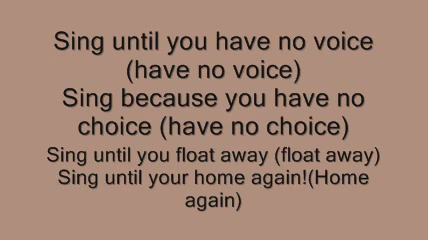 Sing until you have no voice
(have no voice)
Sing because you have no
choice (have no choice)
Sing until you float away (float away)
Sing until your home again!(Home
again)